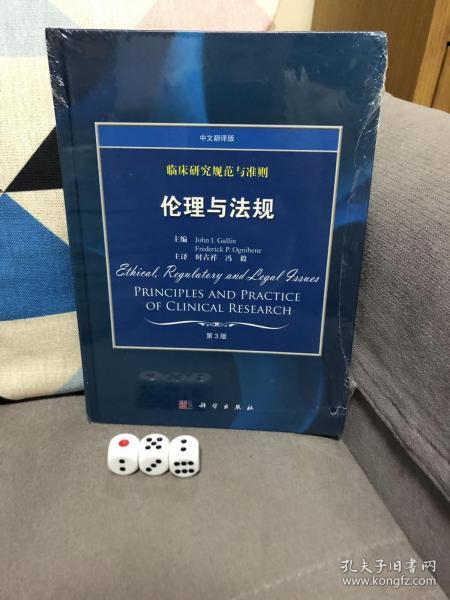 中文翻译版
临床研究规范与准则
伦理与法规
主编 John I. Gallin
Frederick P. Ognibene
主译 时占祥 冯毅
Ethical, Regulatory and Legal Issues
PRINCIPLES AND PRACTICE
OF CLINICAL RESEARCH
第3版
科学出版社
孔夫子旧书网
www.kongfz.com